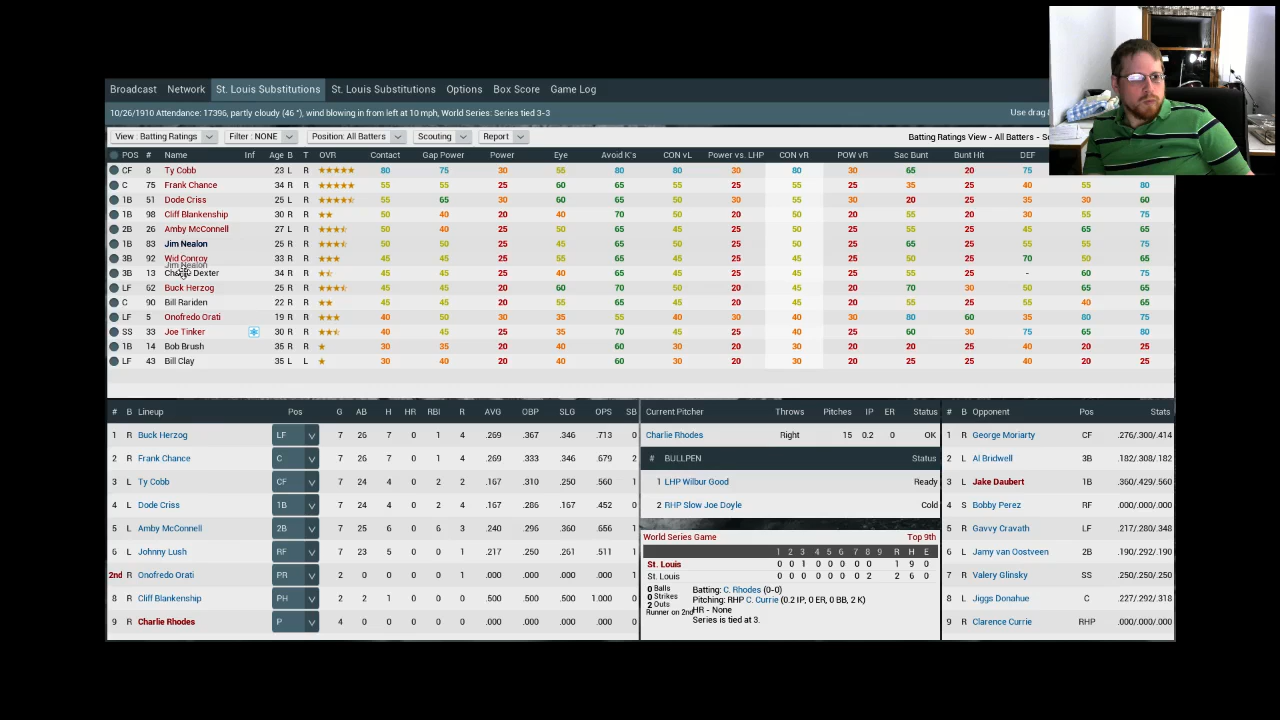 Broadcast Network St. Louis Substitutions St. Louis Substitutions Options Box Score Game Log
10/26/1910 Attendance: 17396, partly cloudy (46 °), wind blowing in from left at 10 mph, World Series: Series tied 3-3 Use drag &
View : Batting Ratings Filter : NONE Position: All Batters Scouting Report Batting Ratings View - All Batters -
POS # Name Inf Age B T OVR Contact Gap Power Power Eye Avoid K's CON vL Power vs. LHP CON vR POW vR Sac Bunt Bunt Hit DEF
CF 8 Ty Cobb 23 L R ★★★★★ 80 75 30 55 80 80 30 80 30 65 20 75
C 75 Frank Chance 34 R R ★★★★★ 55 55 25 60 65 55 25 55 25 35 25 40 55 80
1B 51 Dode Criss 25 L R 55 65 30 60 65 55 30 55 30 20 25 35 30 60
1B 98 Cliff Blankenship 30 R R ★★ 50 40 20 40 70 50 20 50 20 55 20 30 55 75
2B 26 Amby McConnell 27 L R 50 40 25 50 65 50 25 50 25 55 25 45 65 65
1B 83 Jim Nealon 25 R R 50 50 25 45 65 50 25 50 25 65 25 50 25 55
3B 92 Wid Conroy 33 R R 45 45 25 45 65 45 25 45 25 55 20 70 50 65
Jim Nealon
3B 13 Charlie Dexter 34 R R 45 45 25 40 65 45 25 45 25 55 25 - 60 75
LF 62 Buck Herzog 25 R R 45 45 20 60 70 45 20 45 20 70 30 50 65 65
C 90 Bill Rariden 22 R R ★★ 45 45 20 55 65 45 20 45 20 55 25 55 40 65
LF 5 Onofredo Orati 19 R R ★★★ 40 50 30 35 55 40 30 40 30 80 60 35 80 75
SS 33 Joe Tinker 30 R R 40 45 25 35 70 40 25 40 25 60 30 75 65 80
1B 14 Bob Brush 35 R R ★ 30 35 20 40 60 30 20 30 20 20 20 40 20 25
LF 43 Bill Clay 35 L L ★ 30 40 20 40 60 30 20 30 20 25 25 40 20 25
# B Lineup Pos G AB H HR RBI R AVG OBP SLG OPS SB
1 R Buck Herzog LF 7 26 7 0 1 4 .269 .367 .346 .713 0
2 R Frank Chance C 7 26 7 0 1 4 .269 .333 .346 .679 2
3 L Ty Cobb CF 7 24 4 0 2 2 .167 .310 .250 .560 1
4 L Dode Criss 1B 7 24 4 0 2 4 .167 .286 .167 .452 0
5 L Amby McConnell 2B 7 25 6 0 3 4 .240 .296 .360 .656 1
6 L Johnny Lush RF 7 23 5 0 0 1 .217 .250 .261 .511 1
2nd R Onofredo Orati PR 2 0 0 0 0 1 .000 .000 .000 .000 1
8 R Cliff Blankenship PH 2 2 1 0 0 0 .500 .500 .500 1.000 0
9 R Charlie Rhodes P 4 0 0 0 0 0 .000 .000 .000 .000 0
Current Pitcher Throws Pitches IP ER Status
Charlie Rhodes Right 15 0.2 0 OK
# BULLPEN Status
1 LHP Wilbur Good Ready
2 RHP Slow Joe Doyle Cold
World Series Game Top 9th
1 2 3 4 5 6 7 8 9 R H E
St. Louis 0 0 1 0 0 0 0 0 1 9 0
St. Louis 0 0 0 0 0 0 0 2 2 6 0
0 Balls
0 Strikes
2 Outs
Runner on 2nd
Batting: C. Rhodes (0-0)
Pitching: RHP C. Currie (0.2 IP, 0 ER, 0 BB, 2 K)
HR - None
Series is tied at 3.
# B Opponent Pos Stats
1 R George Moriarty CF .276/.300/.414
2 L Al Bridwell 3B .182/.308/.182
3 L Jake Daubert 1B .360/.429/.560
4 S Bobby Perez RF .000/.000/.000
5 R Gavvy Cravath LF .217/.280/.348
6 L Jamy van Oostveen 2B .190/.292/.190
7 R Valery Glinsky SS .250/.250/.250
8 L Jiggs Donahue C .227/.292/.318
9 R Clarence Currie RHP .000/.000/.000